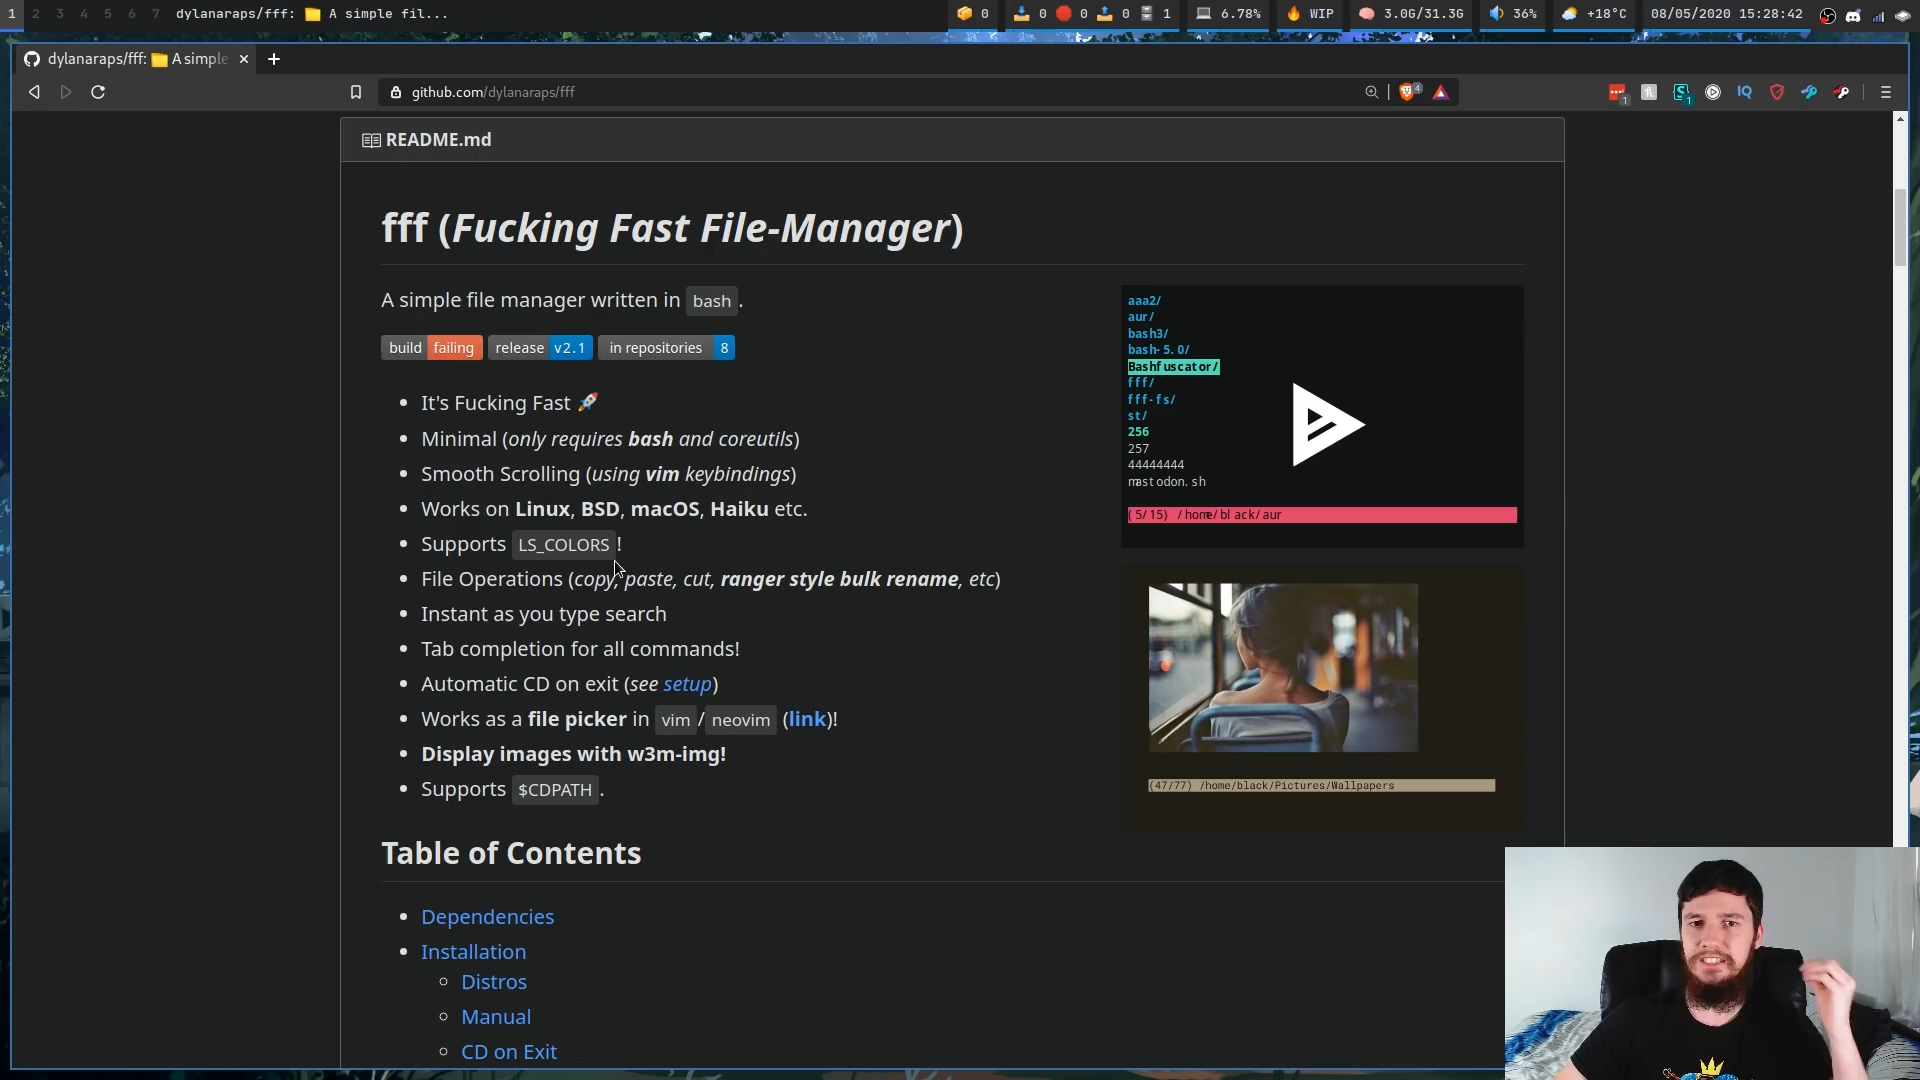 1 2 3 4 5 6 7 dylanaraps/fff: 📁 A simple fil... 0 0 0 0 1 6.78% WIP 3.0G/31.3G 36% +18°C 08/05/2020 15:28:42
dylanaraps/fff: 📁 A simple
github.com/dylanaraps/fff 4 1 1 IQ
README.md
fff (Fucking Fast File-Manager)
A simple file manager written in bash.
build failing release v2.1 in repositories 8
It's Fucking Fast 🚀
Minimal (only requires bash and coreutils)
Smooth Scrolling (using vim keybindings)
Works on Linux, BSD, macOS, Haiku etc.
Supports LS_COLORS!
File Operations (copy, paste, cut, ranger style bulk rename, etc)
Instant as you type search
Tab completion for all commands!
Automatic CD on exit (see setup)
Works as a file picker in vim/neovim (link)!
Display images with w3m-img!
Supports $CDPATH.
aaa2/
aur/
bash3/
bash-5.0/
Bashfuscator/
fff/
fff-fs/
st/
256
257
44444444
mastodon.sh
(5/15) /home/black/aur
(47/77) /home/black/Pictures/Wallpapers
Table of Contents
Dependencies
Installation
Distros
Manual
CD on Exit